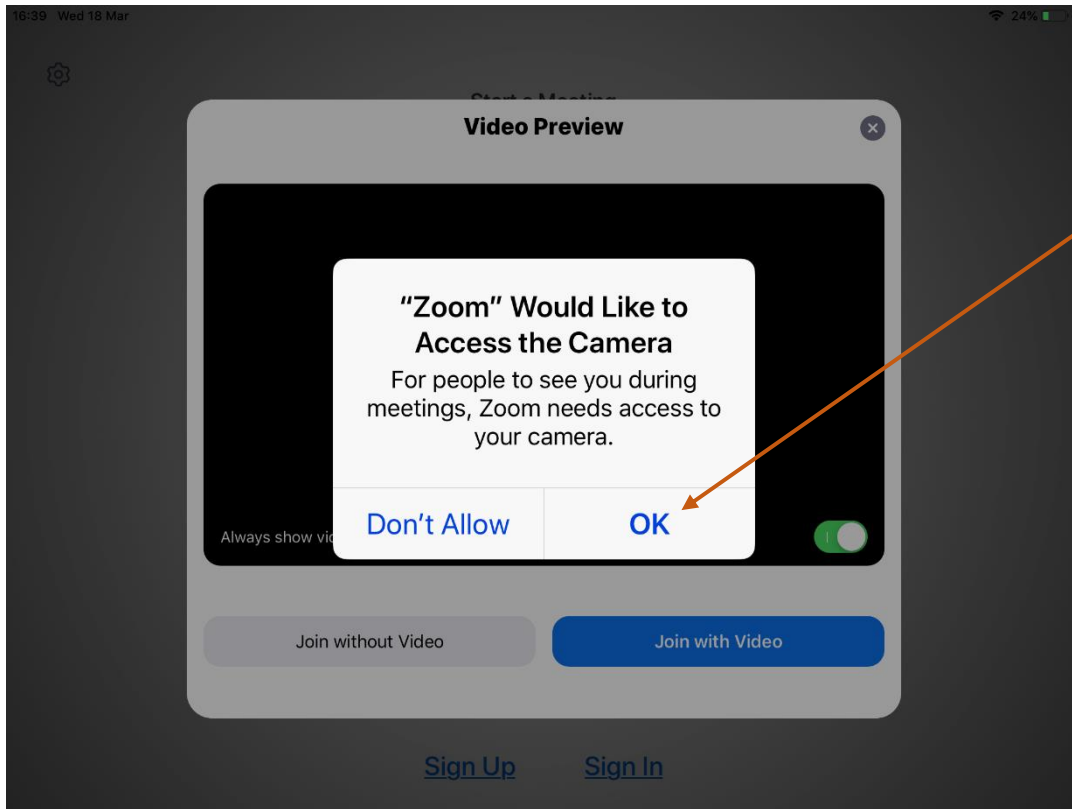 16:39 Wed 18 Mar
24%
Start a Meeting
Video Preview
“Zoom” Would Like to
Access the Camera
For people to see you during
meetings, Zoom needs access to
your camera.
Don’t Allow
OK
Always show
Join without Video
Join with Video
Sign Up
Sign In